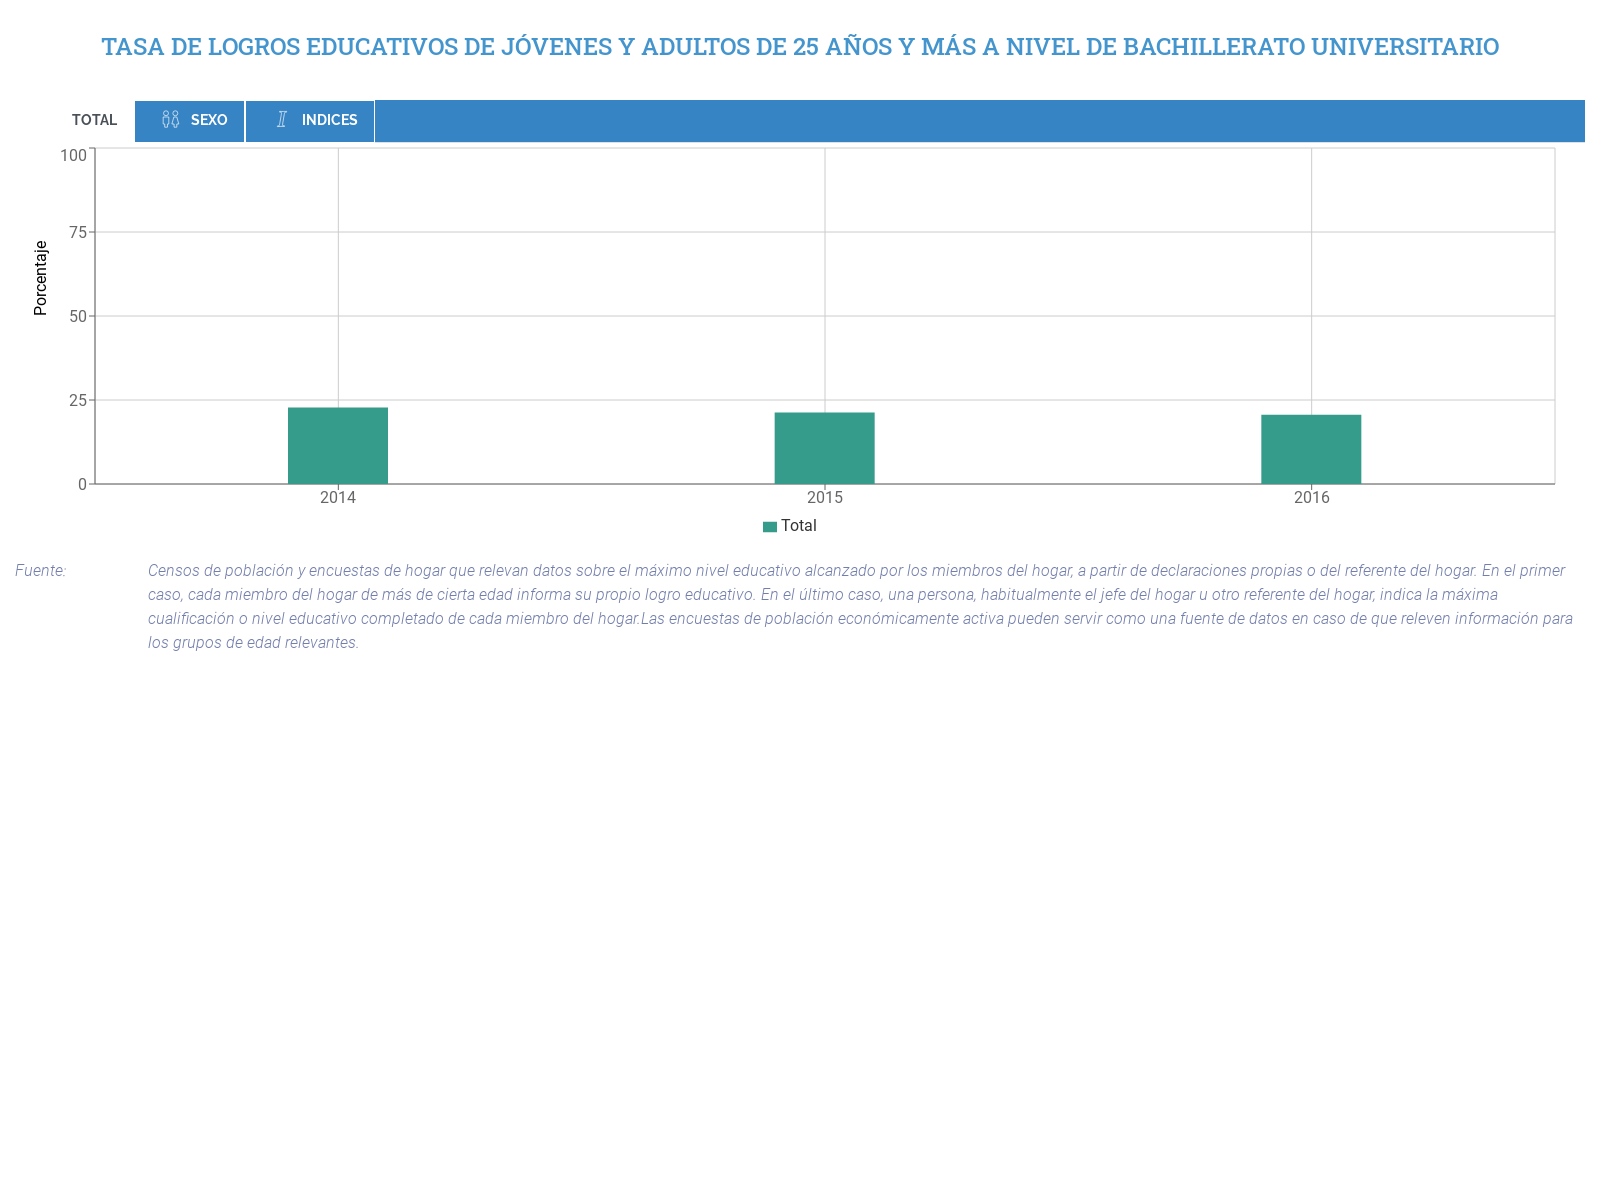 TASA DE LOGROS EDUCATIVOS DE JÓVENES Y ADULTOS DE 25 AÑOS Y MÁS A NIVEL DE BACHILLERATO UNIVERSITARIO
TOTAL SEXO INDICES
100
75
50
25
0
Porcentaje
2014 2015 2016
Total
Fuente: Censos de población y encuestas de hogar que relevan datos sobre el máximo nivel educativo alcanzado por los miembros del hogar, a partir de declaraciones propias o del referente del hogar. En el primer
caso, cada miembro del hogar de más de cierta edad informa su propio logro educativo. En el último caso, una persona, habitualmente el jefe del hogar u otro referente del hogar, indica la máxima
cualificación o nivel educativo completado de cada miembro del hogar.Las encuestas de población económicamente activa pueden servir como una fuente de datos en caso de que releven información para
los grupos de edad relevantes.